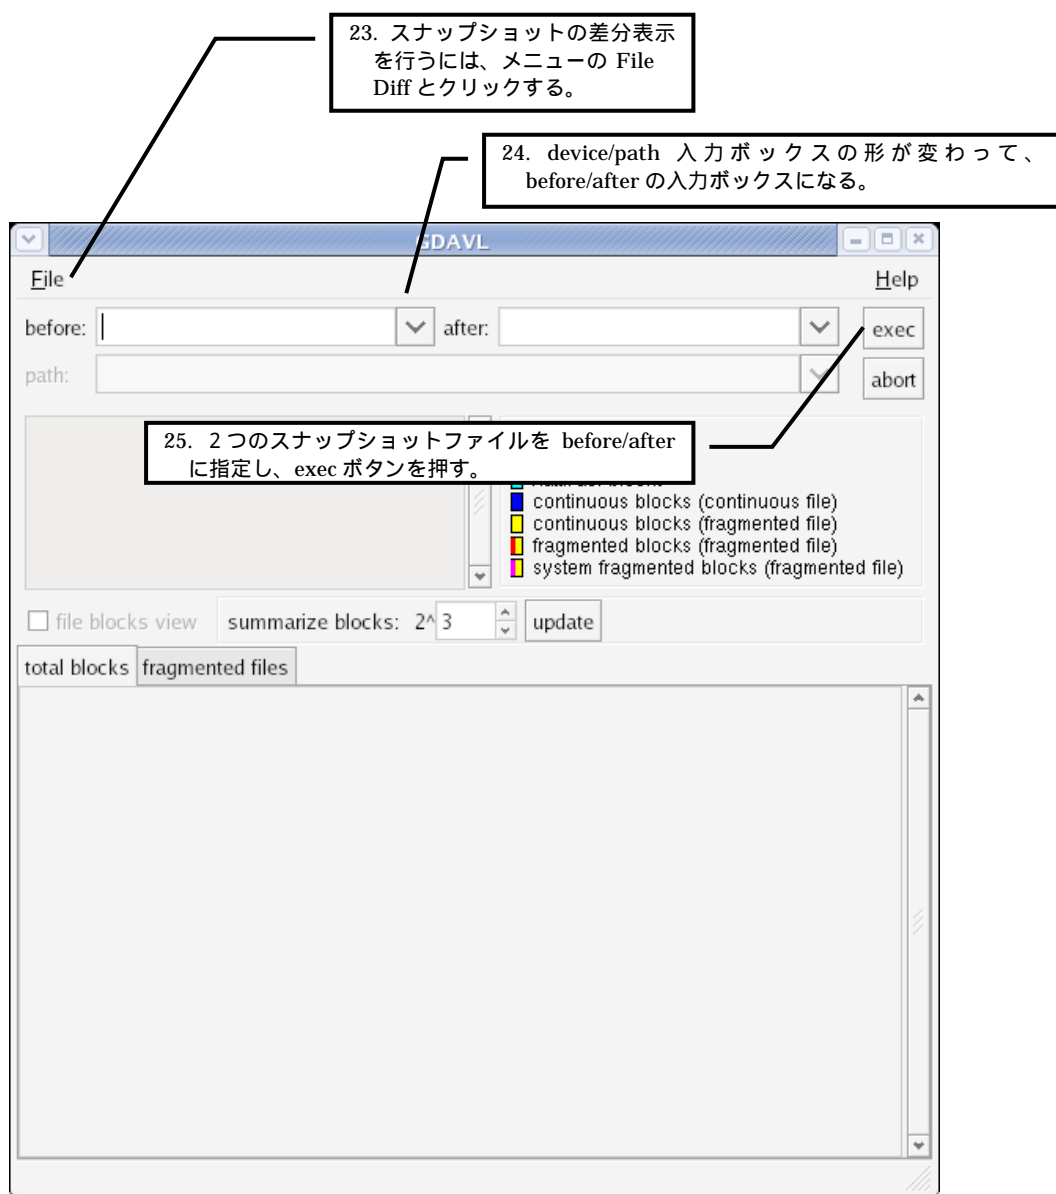 23. スナップショットの差分表示
を行うには、メニューの File
Diff とクリックする。
24. device/path 入力ボックスの形が変わって、
before/after の入力ボックスになる。
GDAVL
File
Help
before:
after:
exec
path:
abort
25. 2 つのスナップショットファイルを before/after
に指定し、exec ボタンを押す。
continuous blocks (continuous file)
continuous blocks (fragmented file)
fragmented blocks (fragmented file)
system fragmented blocks (fragmented file)
file blocks view summarize blocks: 2^ 3 update
total blocks fragmented files